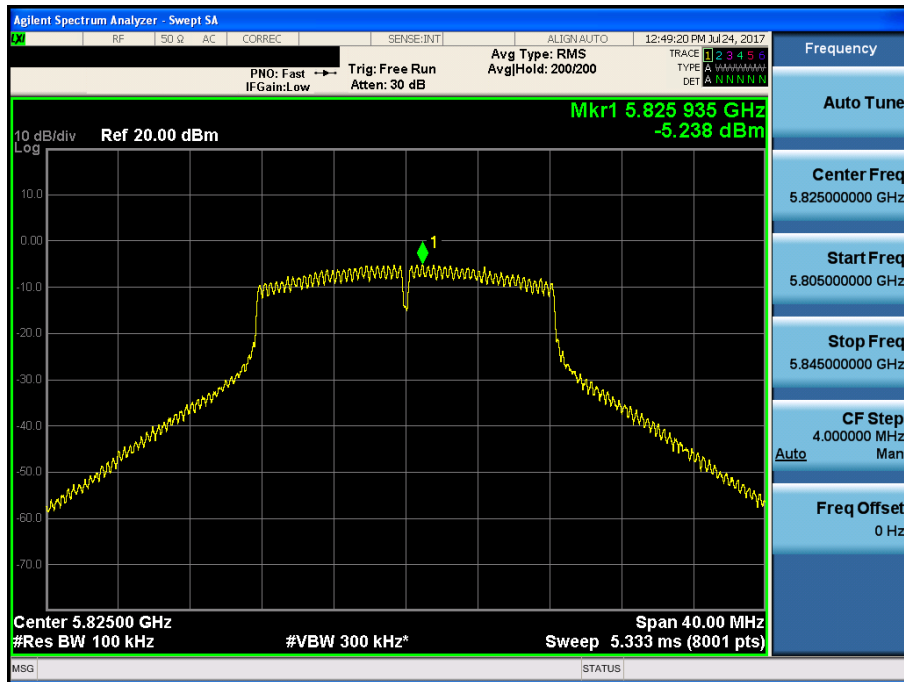 Agilent Spectrum Analyzer - Swept SA
LXI RF 50 Ω AC CORREC SENSE:INT ALIGN AUTO 12:49:20 PM Jul 24, 2017
PNO: Fast
IFGain:Low
Trig: Free Run
Atten: 30 dB
Avg Type: RMS
Avg|Hold: 200/200
TRACE 1 2 3 4 5 6
TYPE A WWWWW
DET A N N N N N
Mkr1 5.825 935 GHz
-5.238 dBm
10 dB/div Ref 20.00 dBm
Log
10.0
0.00
1
-10.0
-20.0
-30.0
-40.0
-50.0
-60.0
-70.0
Center 5.82500 GHz Span 40.00 MHz
#Res BW 100 kHz #VBW 300 kHz* Sweep 5.333 ms (8001 pts)
MSG STATUS
Frequency
Auto Tune
Center Freq
5.825000000 GHz
Start Freq
5.805000000 GHz
Stop Freq
5.845000000 GHz
CF Step
4.000000 MHz
Auto Man
Freq Offset
0 Hz